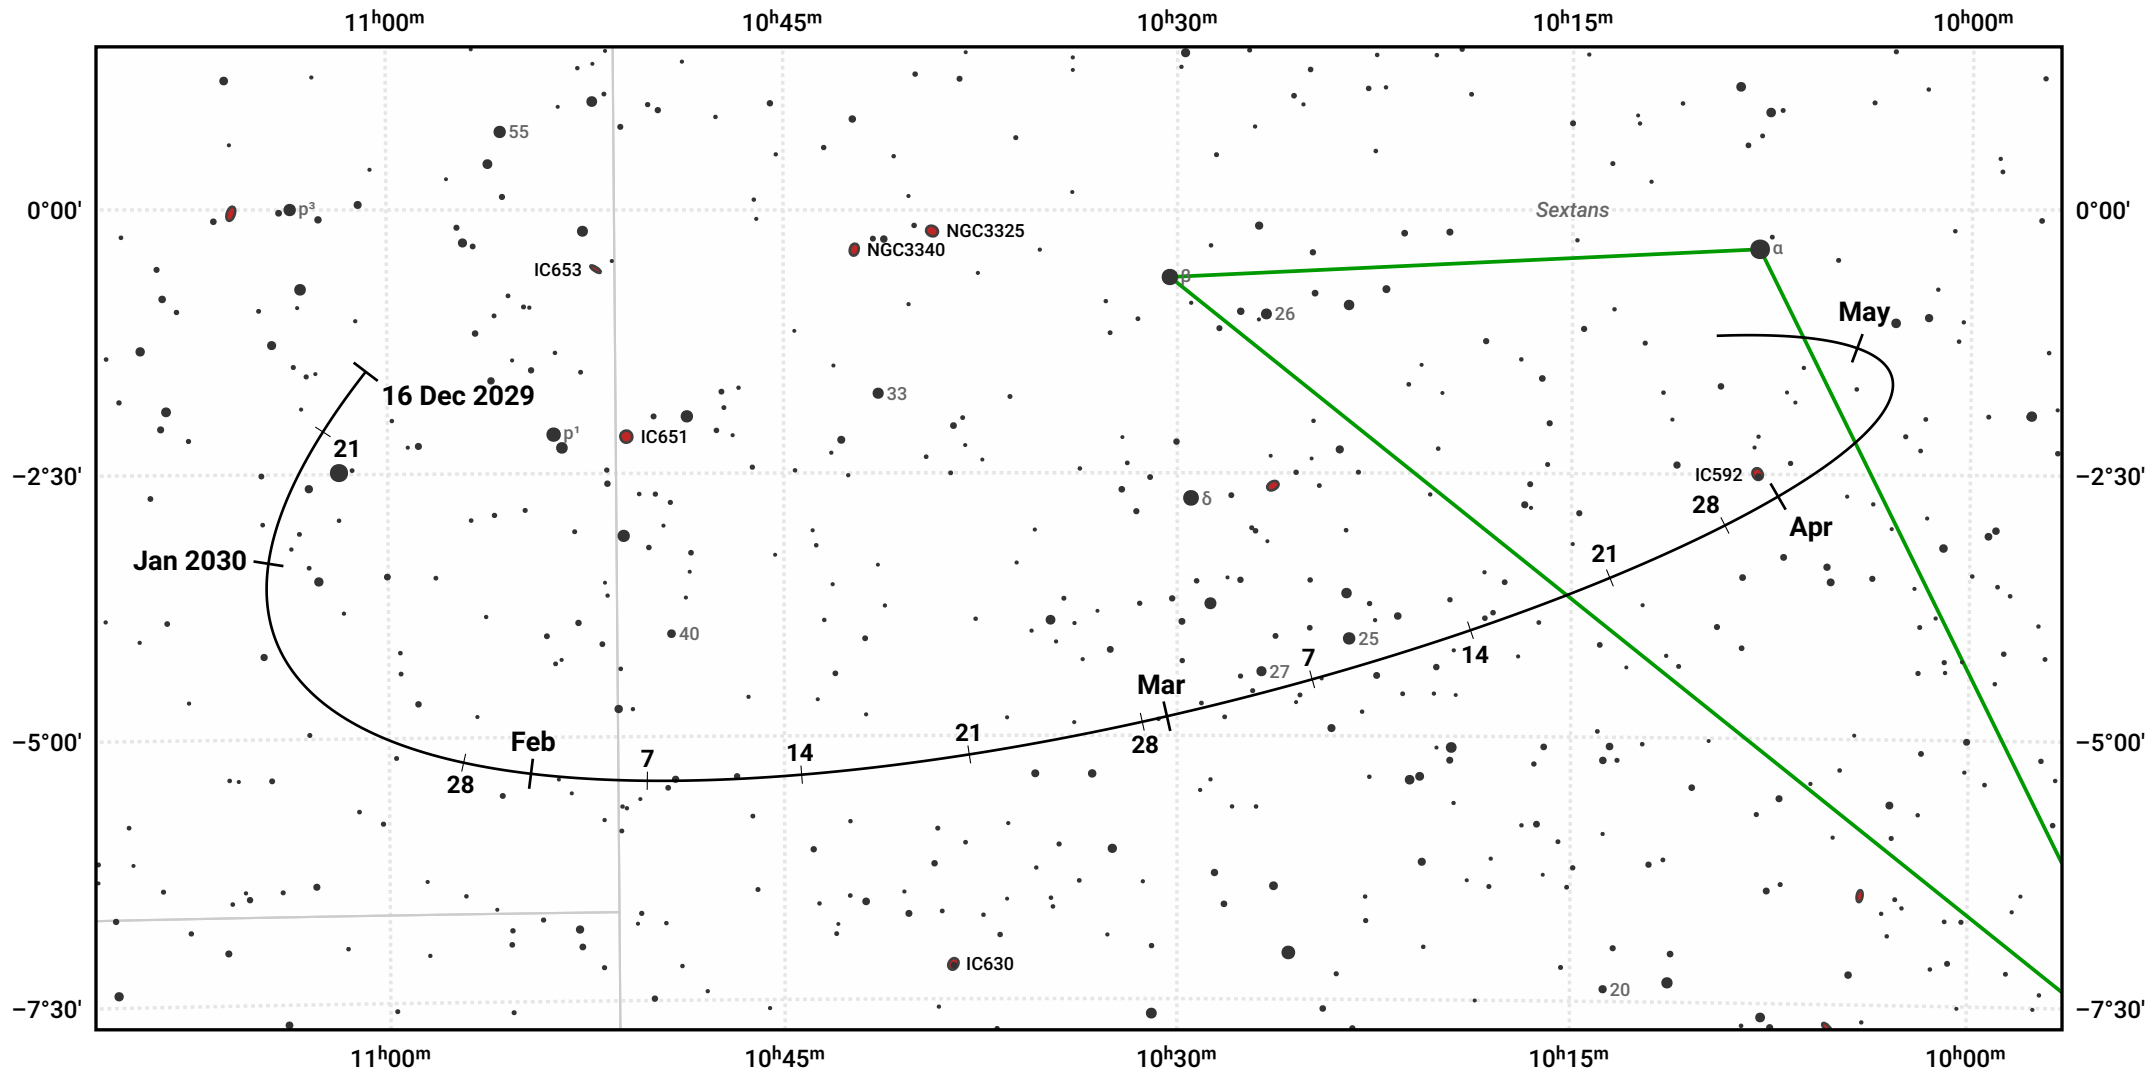 11ʰ00ᵐ 10ʰ45ᵐ 10ʰ30ᵐ 10ʰ15ᵐ 10ʰ00ᵐ
55
0°00' p³ Sextans 0°00'
NGC3325
NGC3340 α
IC653
β
26 May
16 Dec 2029 33
p¹ IC651
21
−2°30' IC592 −2°30'
δ 28
Apr
Jan 2030 21
40 25
7 14
27
Mar
−5°00' Feb 7 14 21 28 −5°00'
28
IC630
20
−7°30' −7°30'
11ʰ00ᵐ 10ʰ45ᵐ 10ʰ30ᵐ 10ʰ15ᵐ 10ʰ00ᵐ